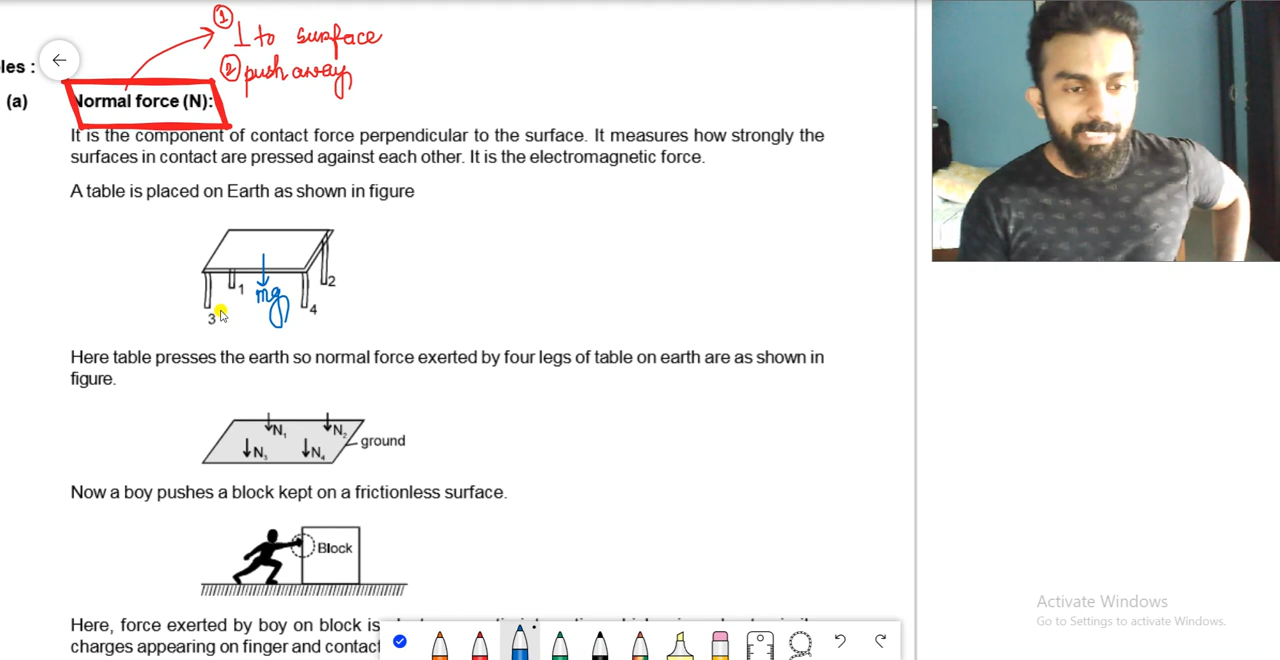 ① ⊥ to surface
les :
② push away
(a) Normal force (N):
It is the component of contact force perpendicular to the surface. It measures how strongly the
surfaces in contact are pressed against each other. It is the electromagnetic force.
A table is placed on Earth as shown in figure
1
2
mg
3
4
Here table presses the earth so normal force exerted by four legs of table on earth are as shown in
figure.
N₁
N₂
ground
N₃
N₄
Now a boy pushes a block kept on a frictionless surface.
Block
Here, force exerted by boy on block is
charges appearing on finger and contact
Activate Windows
Go to Settings to activate Windows.